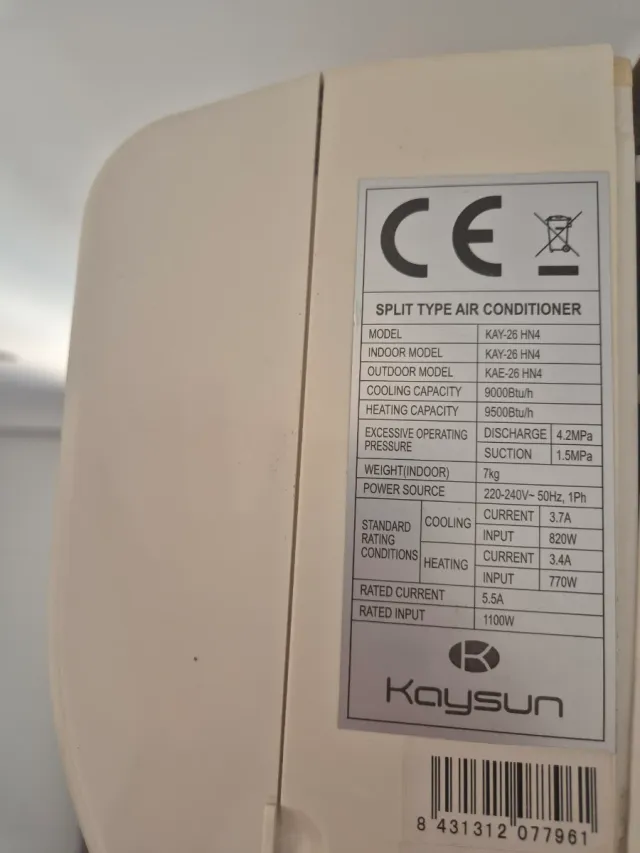 CE
SPLIT TYPE AIR CONDITIONER
MODEL KAY-26 HN4
INDOOR MODEL KAY-26 HN4
OUTDOOR MODEL KAE-26 HN4
COOLING CAPACITY 9000Btu/h
HEATING CAPACITY 9500Btu/h
EXCESSIVE OPERATING PRESSURE DISCHARGE 4.2MPa
SUCTION 1.5MPa
WEIGHT(INDOOR) 7kg
POWER SOURCE 220-240V~ 50Hz, 1Ph
STANDARD RATING CONDITIONS COOLING CURRENT 3.7A
INPUT 820W
HEATING CURRENT 3.4A
INPUT 770W
RATED CURRENT 5.5A
RATED INPUT 1100W
Kaysun
8 431312 077961